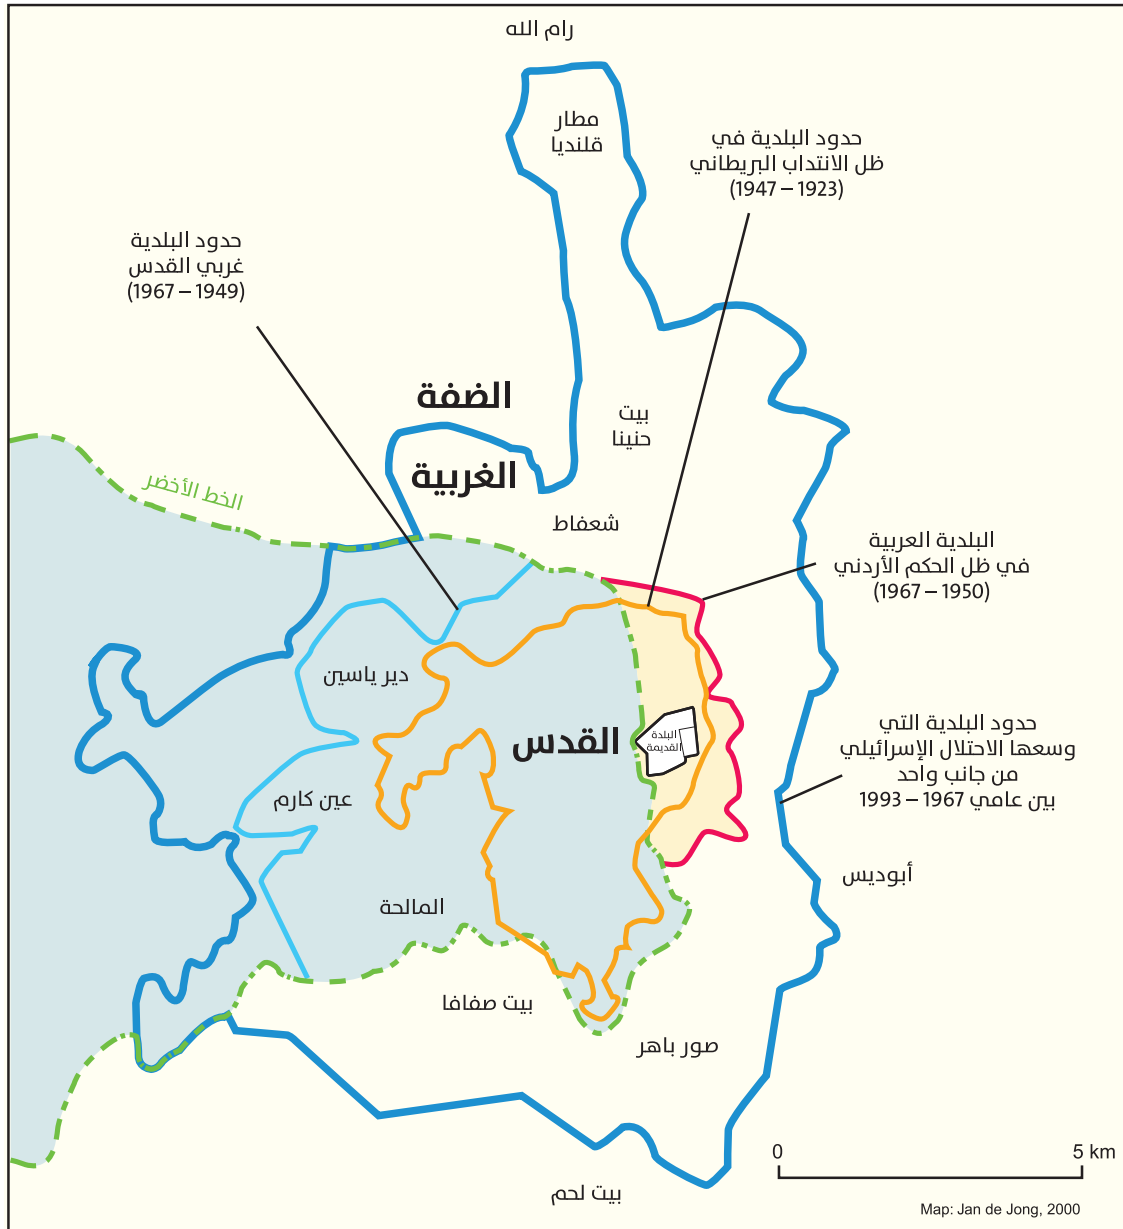 رام الله
مطار
قلنديا
حدود البلدية في
ظل الانتداب البريطاني
(1923 – 1947)
حدود البلدية
غربي القدس
(1949 – 1967)
الضفة
الغربية
بيت
حنينا
الخط الأخضر
شعفاط
البلدية العربية
في ظل الحكم الأردني
(1950 – 1967)
دير ياسين
القدس
البلدة
القديمة
حدود البلدية التي
وسعها الاحتلال الإسرائيلي
من جانب واحد
بين عامي 1967 – 1993
عين كارم
أبوديس
المالحة
بيت صفافا
صور باهر
0 5 km
بيت لحم
Map: Jan de Jong, 2000